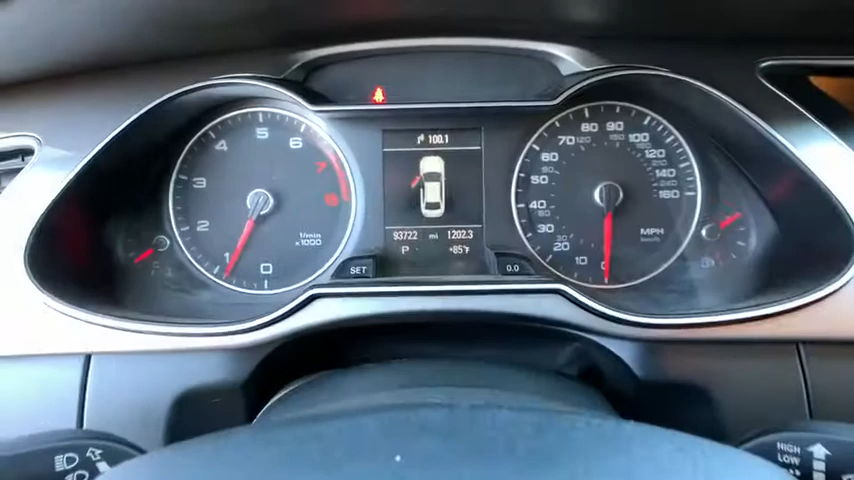 100.1
93722 mi 1203.3
P +85°F
1 2 3 4 5 6 7 8
1/min
x1000
0
SET
0.0
10 20 30 40 50 60 70 80 90 100 110 120 130 140 150 160
MPH
km/h
HIGH
LOW